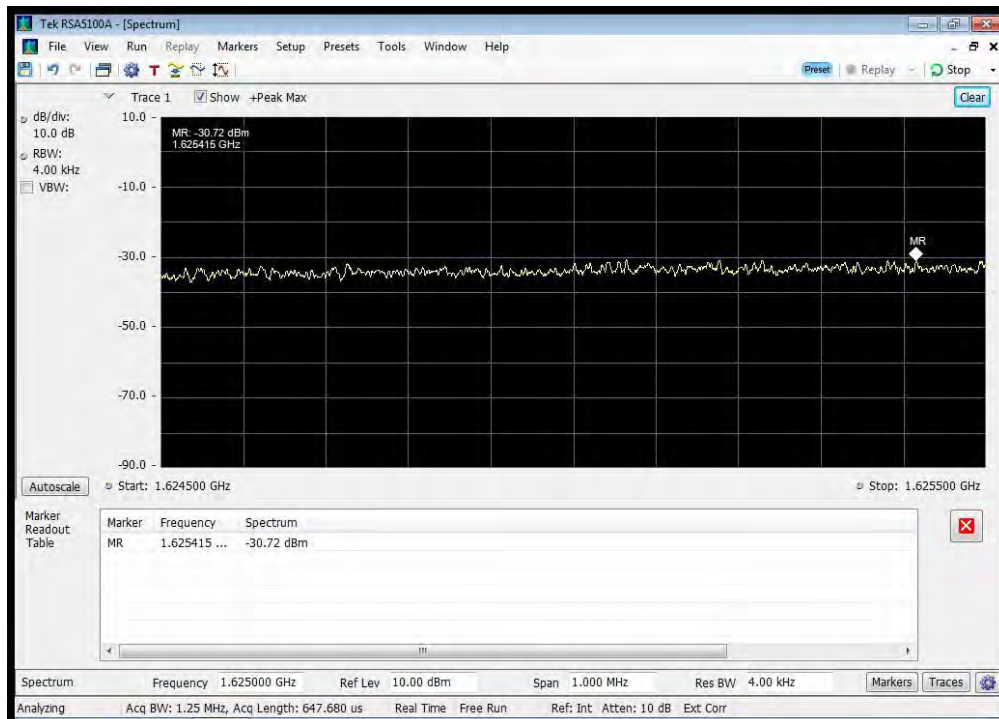 Tek RSA5100A - [Spectrum]
File View Run Replay Markers Setup Presets Tools Window Help
Preset Replay Stop
Trace 1 Show +Peak Max Clear
dB/div:
10.0 dB
RBW:
4.00 kHz
VBW:
10.0
-10.0
-30.0
-50.0
-70.0
-90.0
MR: -30.72 dBm
1.625415 GHz
MR
Autoscale Start: 1.624500 GHz Stop: 1.625500 GHz
Marker
Readout
Table
Marker Frequency Spectrum
MR 1.625415 ... -30.72 dBm
Spectrum Frequency 1.625000 GHz Ref Lev 10.00 dBm Span 1.000 MHz Res BW 4.00 kHz Markers Traces
Analyzing Acq BW: 1.25 MHz, Acq Length: 647.680 us Real Time Free Run Ref: Int Atten: 10 dB Ext Corr